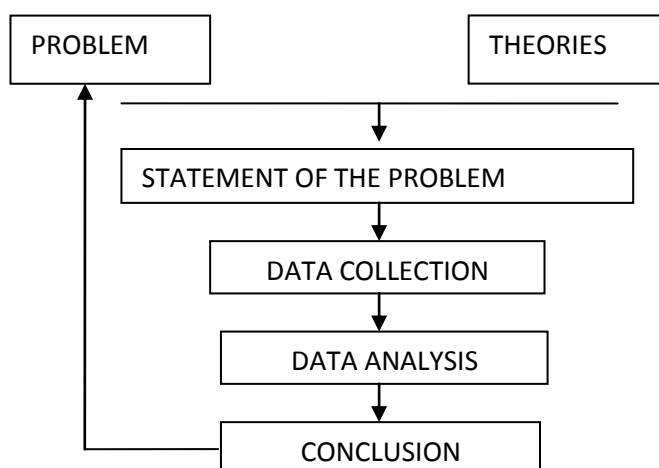 PROBLEM
THEORIES
STATEMENT OF THE PROBLEM
DATA COLLECTION
DATA ANALYSIS
CONCLUSION